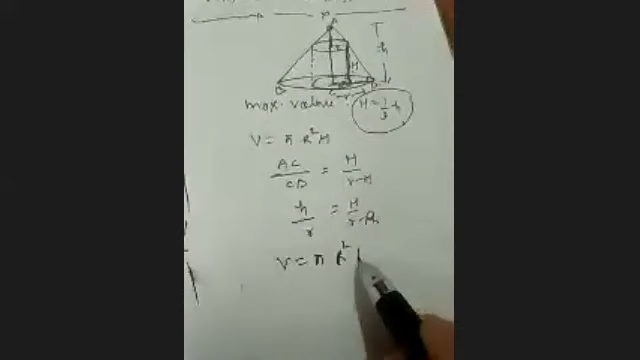 A
h
H
max. value H = 1/3 h
V = π R² H
AC/CD = H/r-R
h/r = H/r-R
V = π R²